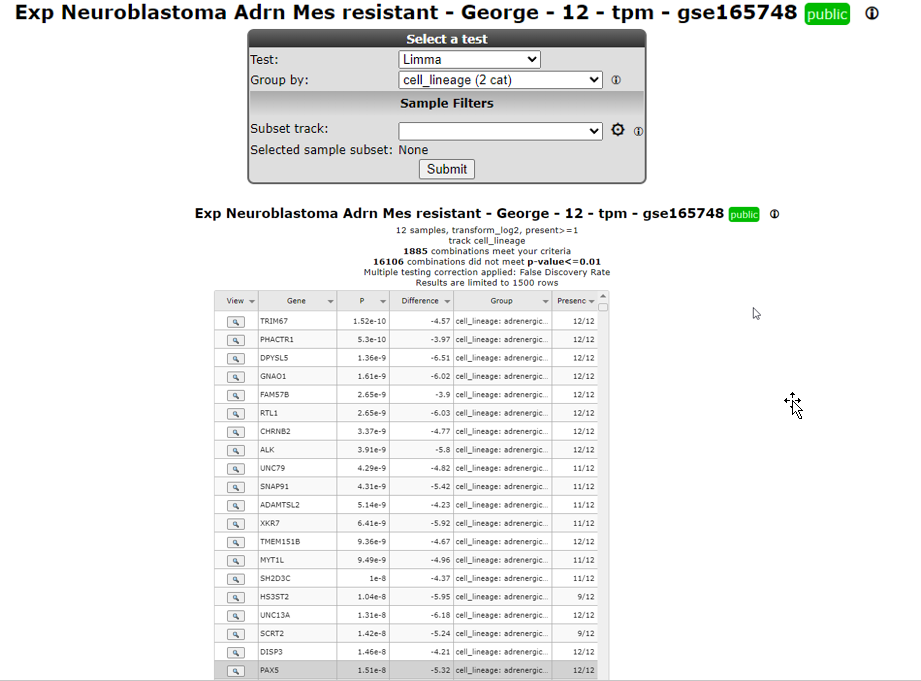 Exp Neuroblastoma Adrn Mes resistant - George - 12 - tpm - gse165748 public
Select a test
Test: Limma
Group by: cell_lineage (2 cat)
Sample Filters
Subset track:
Selected sample subset: None
Submit
Exp Neuroblastoma Adrn Mes resistant - George - 12 - tpm - gse165748 public
12 samples, transform_log2, present>=1
track cell_lineage
1885 combinations meet your criteria
16106 combinations did not meet p-value<=0.01
Multiple testing correction applied: False Discovery Rate
Results are limited to 1500 rows
View Gene P Difference Group Presenc
TRIM67 1.52e-10 -4.57 cell_lineage: adrenergic... 12/12
PHACTR1 5.3e-10 -3.97 cell_lineage: adrenergic... 12/12
DPYSL5 1.36e-9 -6.51 cell_lineage: adrenergic... 12/12
GNAO1 1.61e-9 -6.02 cell_lineage: adrenergic... 12/12
FAM57B 2.65e-9 -3.9 cell_lineage: adrenergic... 12/12
RTL1 2.65e-9 -6.03 cell_lineage: adrenergic... 12/12
CHRNB2 3.37e-9 -4.77 cell_lineage: adrenergic... 12/12
ALK 3.91e-9 -5.8 cell_lineage: adrenergic... 12/12
UNC79 4.29e-9 -4.82 cell_lineage: adrenergic... 11/12
SNAP91 4.31e-9 -5.42 cell_lineage: adrenergic... 11/12
ADAMTSL2 5.14e-9 -4.23 cell_lineage: adrenergic... 11/12
XKR7 6.41e-9 -5.92 cell_lineage: adrenergic... 11/12
TMEM151B 9.36e-9 -4.67 cell_lineage: adrenergic... 12/12
MYT1L 9.49e-9 -4.96 cell_lineage: adrenergic... 11/12
SH2D3C 1e-8 -4.37 cell_lineage: adrenergic... 11/12
HS3ST2 1.04e-8 -5.95 cell_lineage: adrenergic... 9/12
UNC13A 1.31e-8 -6.18 cell_lineage: adrenergic... 12/12
SCRT2 1.42e-8 -5.24 cell_lineage: adrenergic... 9/12
DISP3 1.46e-8 -4.21 cell_lineage: adrenergic... 12/12
PAX5 1.51e-8 -5.32 cell_lineage: adrenergic... 12/12